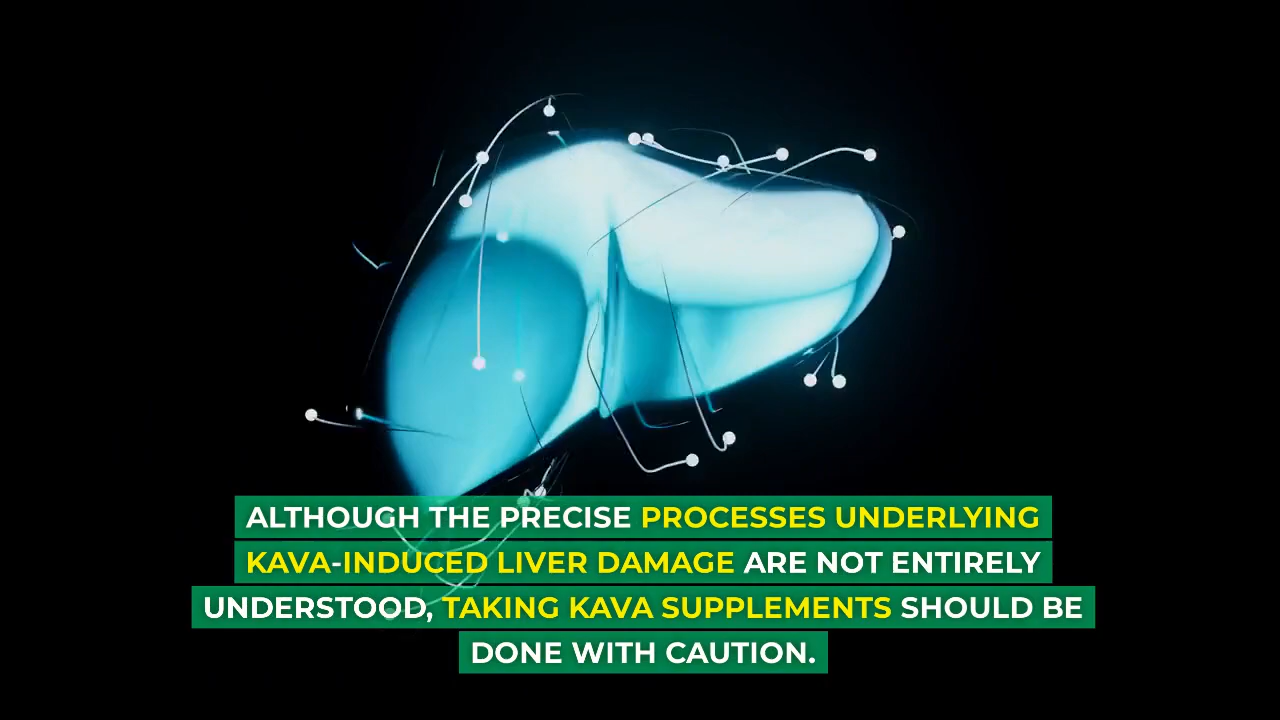 ALTHOUGH THE PRECISE PROCESSES UNDERLYING
KAVA-INDUCED LIVER DAMAGE ARE NOT ENTIRELY
UNDERSTOOD, TAKING KAVA SUPPLEMENTS SHOULD BE
DONE WITH CAUTION.